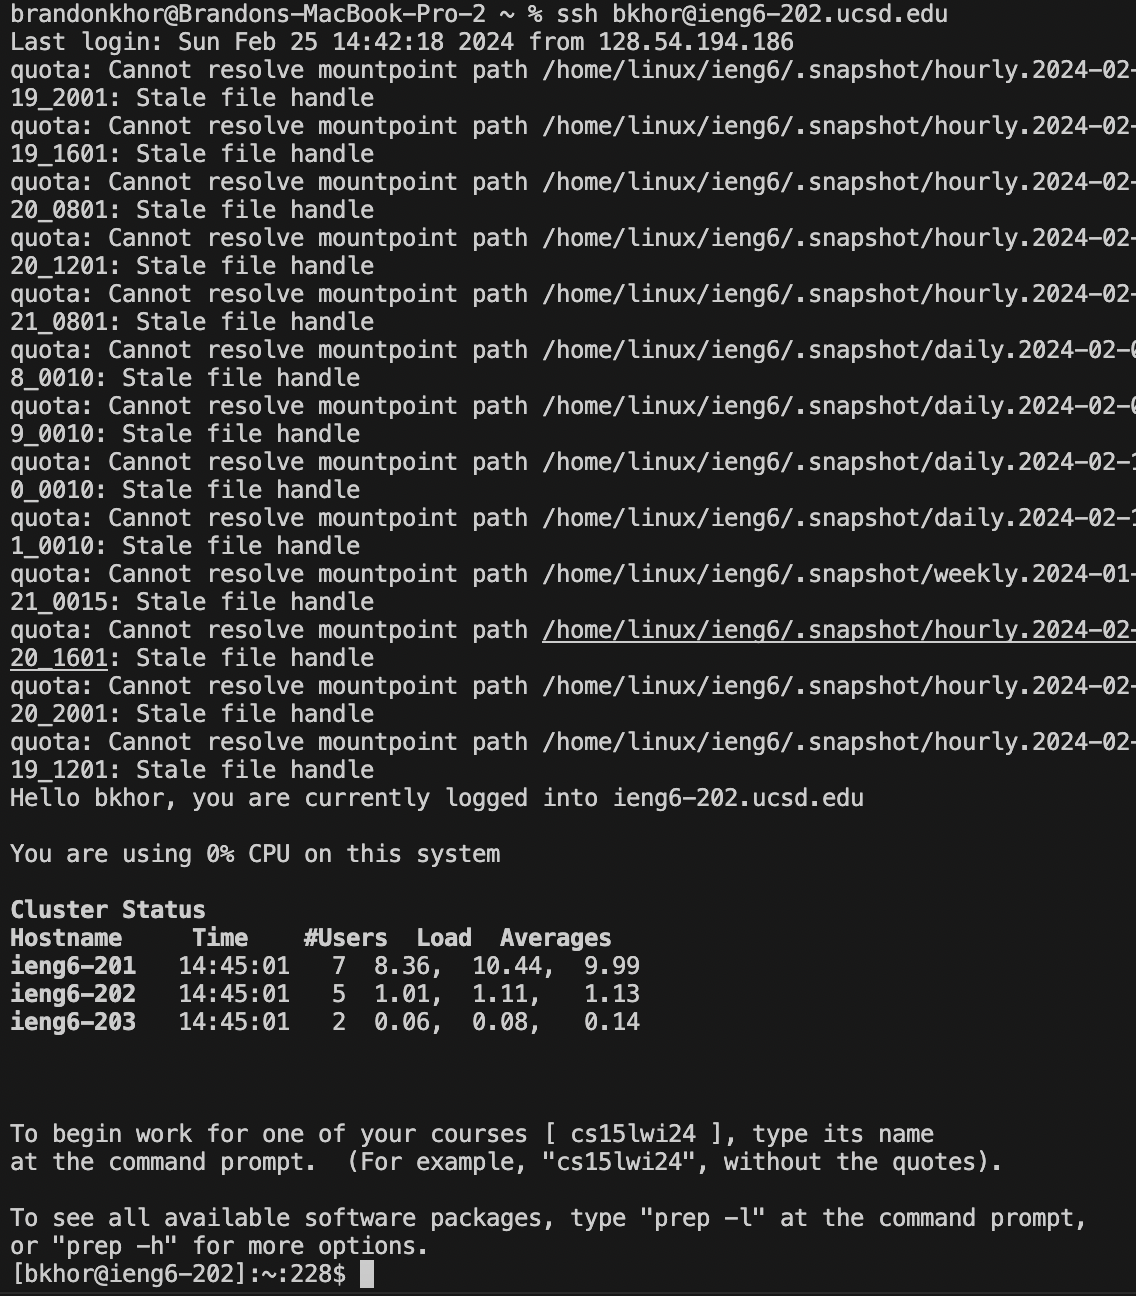 brandonkhor@Brandons-MacBook-Pro-2 ~ % ssh bkhor@ieng6-202.ucsd.edu
Last login: Sun Feb 25 14:42:18 2024 from 128.54.194.186
quota: Cannot resolve mountpoint path /home/linux/ieng6/.snapshot/hourly.2024-02-
19_2001: Stale file handle
quota: Cannot resolve mountpoint path /home/linux/ieng6/.snapshot/hourly.2024-02-
19_1601: Stale file handle
quota: Cannot resolve mountpoint path /home/linux/ieng6/.snapshot/hourly.2024-02-
20_0801: Stale file handle
quota: Cannot resolve mountpoint path /home/linux/ieng6/.snapshot/hourly.2024-02-
20_1201: Stale file handle
quota: Cannot resolve mountpoint path /home/linux/ieng6/.snapshot/hourly.2024-02-
21_0801: Stale file handle
quota: Cannot resolve mountpoint path /home/linux/ieng6/.snapshot/daily.2024-02-0
8_0010: Stale file handle
quota: Cannot resolve mountpoint path /home/linux/ieng6/.snapshot/daily.2024-02-0
9_0010: Stale file handle
quota: Cannot resolve mountpoint path /home/linux/ieng6/.snapshot/daily.2024-02-1
0_0010: Stale file handle
quota: Cannot resolve mountpoint path /home/linux/ieng6/.snapshot/daily.2024-02-1
1_0010: Stale file handle
quota: Cannot resolve mountpoint path /home/linux/ieng6/.snapshot/weekly.2024-01-
21_0015: Stale file handle
quota: Cannot resolve mountpoint path /home/linux/ieng6/.snapshot/hourly.2024-02-
20_1601: Stale file handle
quota: Cannot resolve mountpoint path /home/linux/ieng6/.snapshot/hourly.2024-02-
20_2001: Stale file handle
quota: Cannot resolve mountpoint path /home/linux/ieng6/.snapshot/hourly.2024-02-
19_1201: Stale file handle
Hello bkhor, you are currently logged into ieng6-202.ucsd.edu

You are using 0% CPU on this system

Cluster Status
Hostname     Time    #Users  Load  Averages
ieng6-201   14:45:01   7  8.36,  10.44,  9.99
ieng6-202   14:45:01   5  1.01,  1.11,   1.13
ieng6-203   14:45:01   2  0.06,  0.08,   0.14

To begin work for one of your courses [ cs15lwi24 ], type its name
at the command prompt.  (For example, "cs15lwi24", without the quotes).

To see all available software packages, type "prep -l" at the command prompt,
or "prep -h" for more options.
[bkhor@ieng6-202]:~:228$